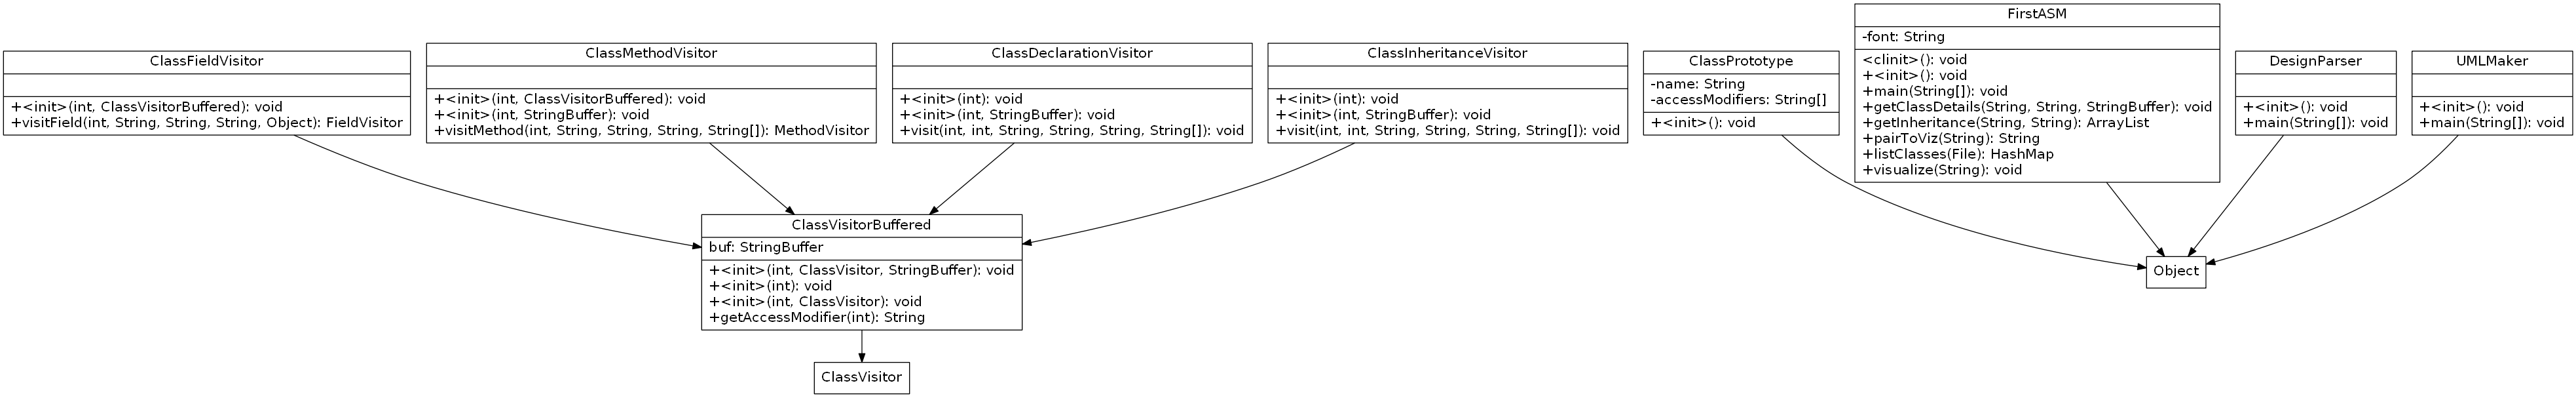 ClassFieldVisitor
+<init>(int, ClassVisitorBuffered): void
+visitField(int, String, String, String, Object): FieldVisitor
ClassMethodVisitor
+<init>(int, ClassVisitorBuffered): void
+<init>(int, StringBuffer): void
+visitMethod(int, String, String, String, String[]): MethodVisitor
ClassDeclarationVisitor
+<init>(int): void
+<init>(int, StringBuffer): void
+visit(int, int, String, String, String, String[]): void
ClassInheritanceVisitor
+<init>(int): void
+<init>(int, StringBuffer): void
+visit(int, int, String, String, String, String[]): void
ClassPrototype
-name: String
-accessModifiers: String[]
+<init>(): void
FirstASM
-font: String
<clinit>(): void
+<init>(): void
+main(String[]): void
+getClassDetails(String, String, StringBuffer): void
+getInheritance(String, String): ArrayList
+pairToViz(String): String
+listClasses(File): HashMap
+visualize(String): void
DesignParser
+<init>(): void
+main(String[]): void
UMLMaker
+<init>(): void
+main(String[]): void
ClassVisitorBuffered
buf: StringBuffer
+<init>(int, ClassVisitor, StringBuffer): void
+<init>(int): void
+<init>(int, ClassVisitor): void
+getAccessModifier(int): String
Object
ClassVisitor